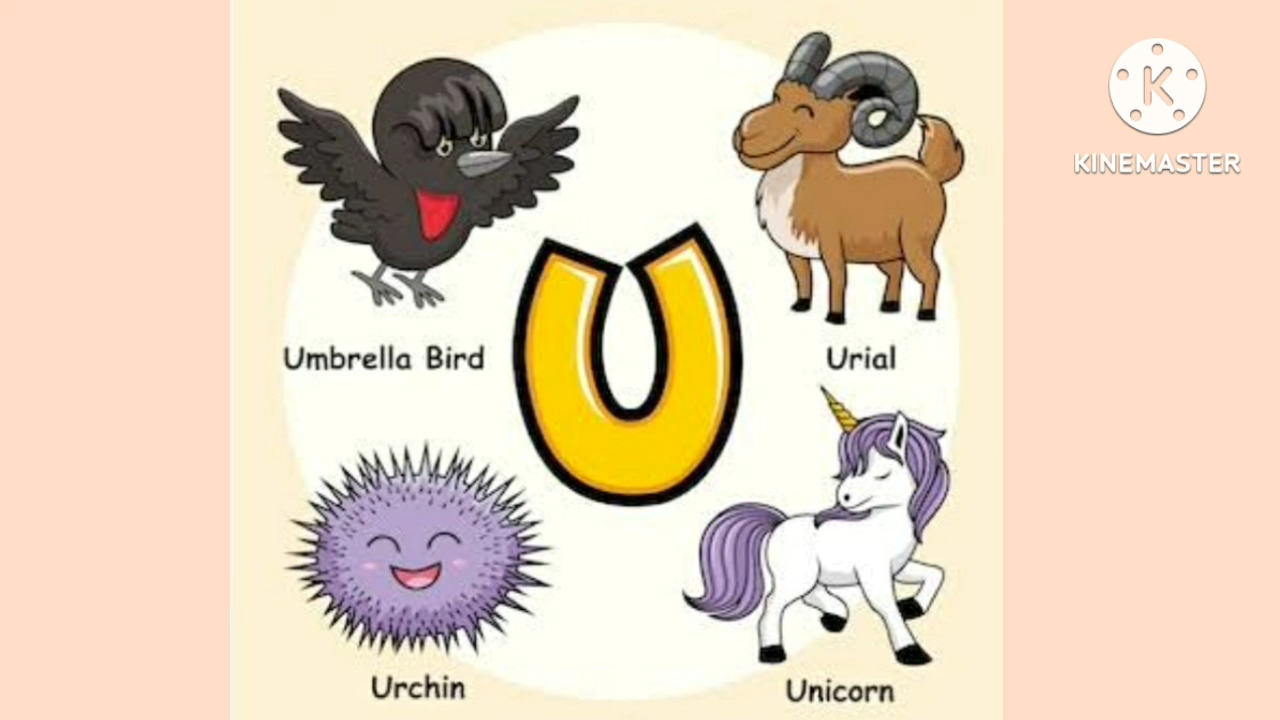 K
KINEMASTER
Umbrella Bird
U
Urial
Urchin
Unicorn